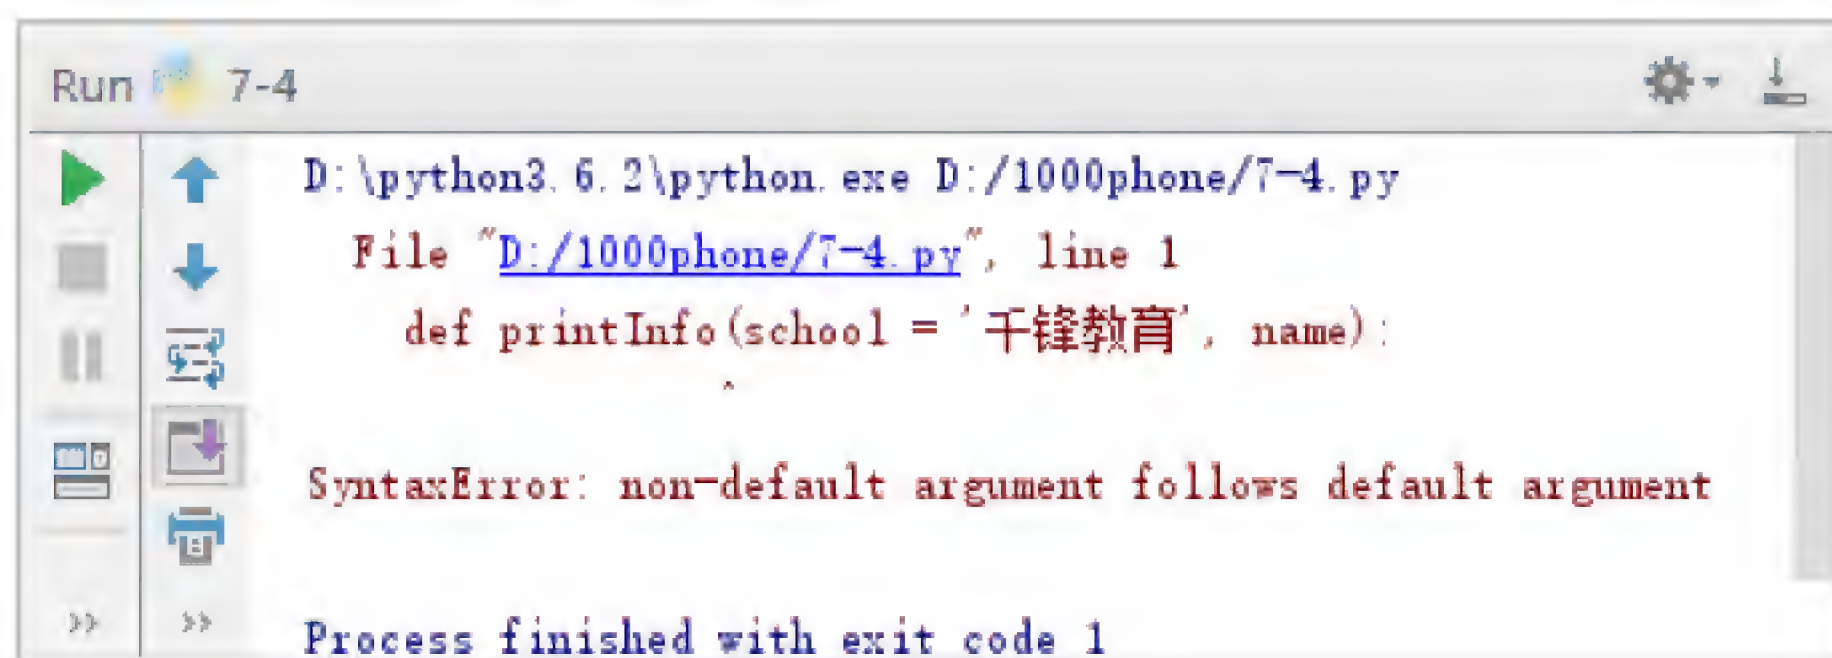 Run 7-4
D:\python3.6.2\python.exe D:/1000phone/7-4.py
File "D:/1000phone/7-4.py", line 1
def printInfo(school = '千锋教育', name):
^
SyntaxError: non-default argument follows default argument
Process finished with exit code 1